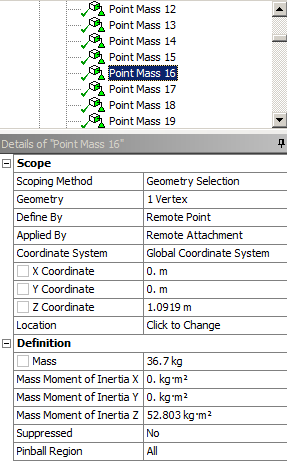 Point Mass 12
Point Mass 13
Point Mass 14
Point Mass 15
Point Mass 16
Point Mass 17
Point Mass 18
Point Mass 19
Details of "Point Mass 16"
Scope
Scoping Method Geometry Selection
Geometry 1 Vertex
Define By Remote Point
Applied By Remote Attachment
Coordinate System Global Coordinate System
X Coordinate 0. m
Y Coordinate 0. m
Z Coordinate 1.0919 m
Location Click to Change
Definition
Mass 36.7 kg
Mass Moment of Inertia X 0. kg·m²
Mass Moment of Inertia Y 0. kg·m²
Mass Moment of Inertia Z 52.803 kg·m²
Suppressed No
Pinball Region All